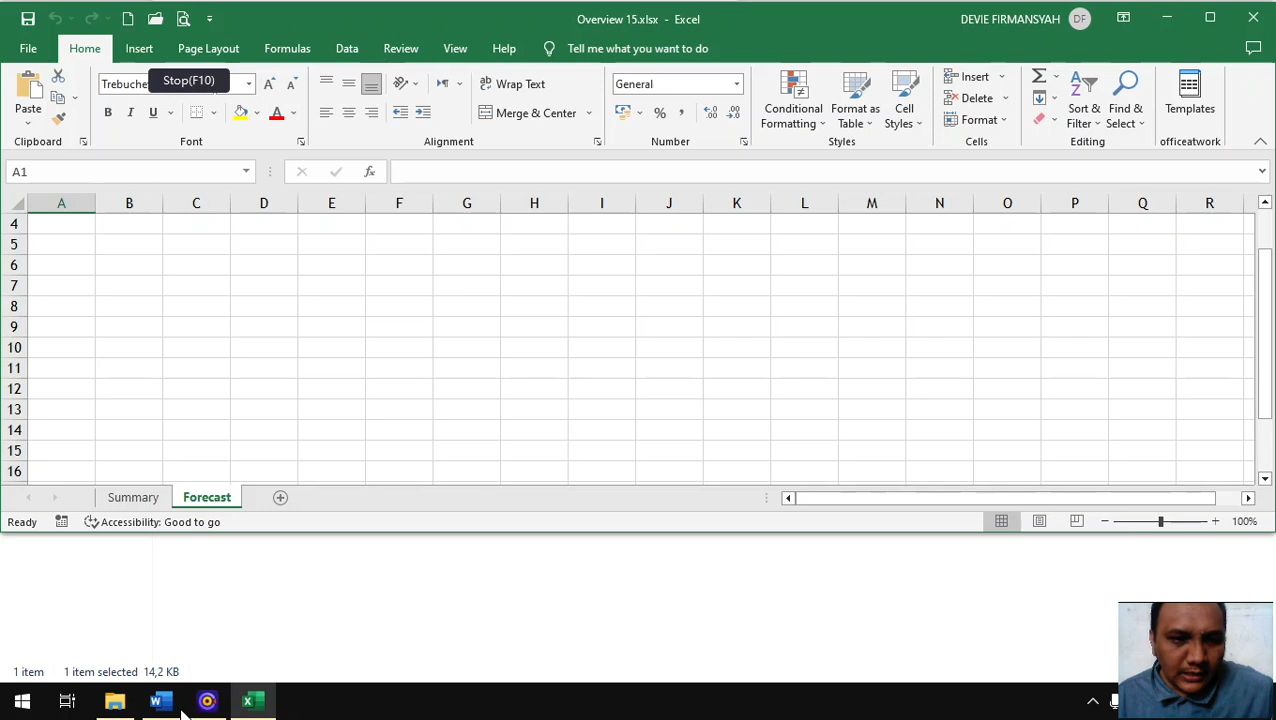 Overview 15.xlsx - Excel
DEVIE FIRMANSYAH DF
File Home Insert Page Layout Formulas Data Review View Help Tell me what you want to do
Stop(F10)
Trebuche
Wrap Text
General
Paste
Merge & Center
Conditional Formatting
Format as Table
Cell Styles
Insert
Delete
Format
Sort & Filter
Find & Select
Templates
Clipboard Font Alignment Number Styles Cells Editing officeatwork
A1 fx
A B C D E F G H I J K L M N O P Q R
4
5
6
7
8
9
10
11
12
13
14
15
16
Summary Forecast
Ready Accessibility: Good to go 100%
1 item 1 item selected 14,2 KB